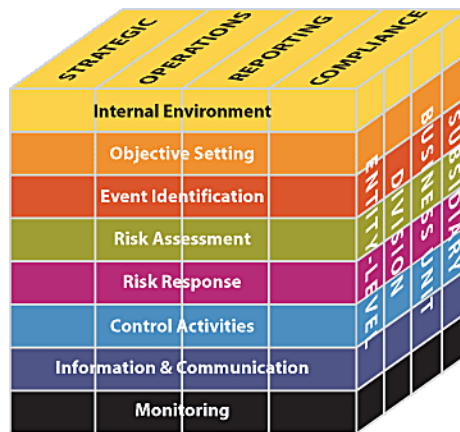 STRATEGIC
OPERATIONS
REPORTING
COMPLIANCE
Internal Environment
Objective Setting
Event Identification
Risk Assessment
Risk Response
Control Activities
Information & Communication
Monitoring
ENTITY-LEVEL
DIVISION
BUSINESS UNIT
SUBSIDIARY